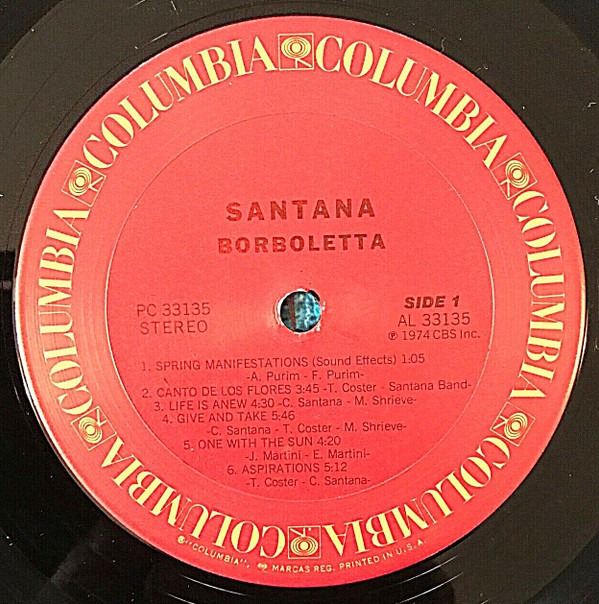 COLUMBIA COLUMBIA COLUMBIA COLUMBIA COLUMBIA COLUMBIA
SANTANA
BORBOLETTA
PC 33135
STEREO
SIDE 1
AL 33135
℗ 1974 CBS Inc.
1. SPRING MANIFESTATIONS (Sound Effects) 1:05
-A. Purim - F. Purim-
2. CANTO DE LOS FLORES 3:45 -T. Coster - Santana Band-
3. LIFE IS ANEW 4:30 -C. Santana - M. Shrieve-
4. GIVE AND TAKE 5:46
-C. Santana - T. Coster - M. Shrieve-
5. ONE WITH THE SUN 4:20
-J. Martini - E. Martini-
6. ASPIRATIONS 5:12
-T. Coster - C. Santana-
®"COLUMBIA", MARCAS REG. PRINTED IN U.S.A.